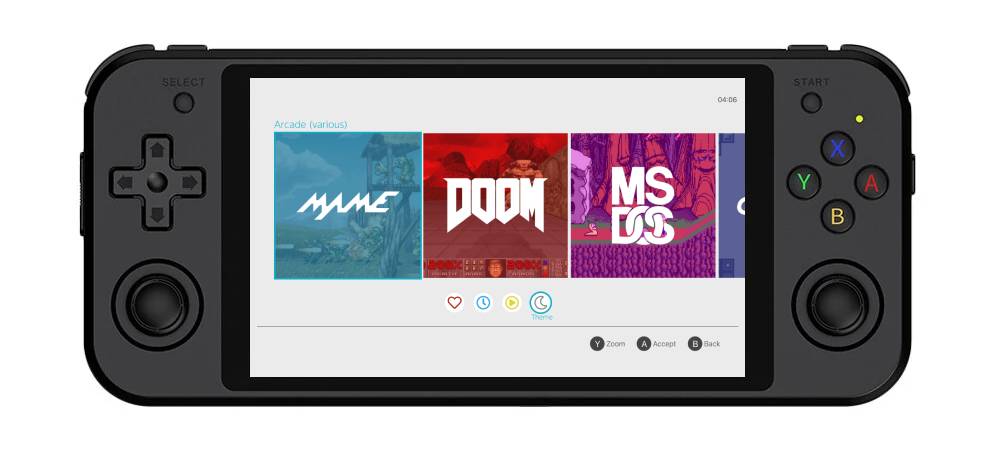 SELECT
START
04:06
Arcade (various)
MAME
DOOM
MS
DOS
Theme
Y Zoom A Accept B Back
X
Y
A
B